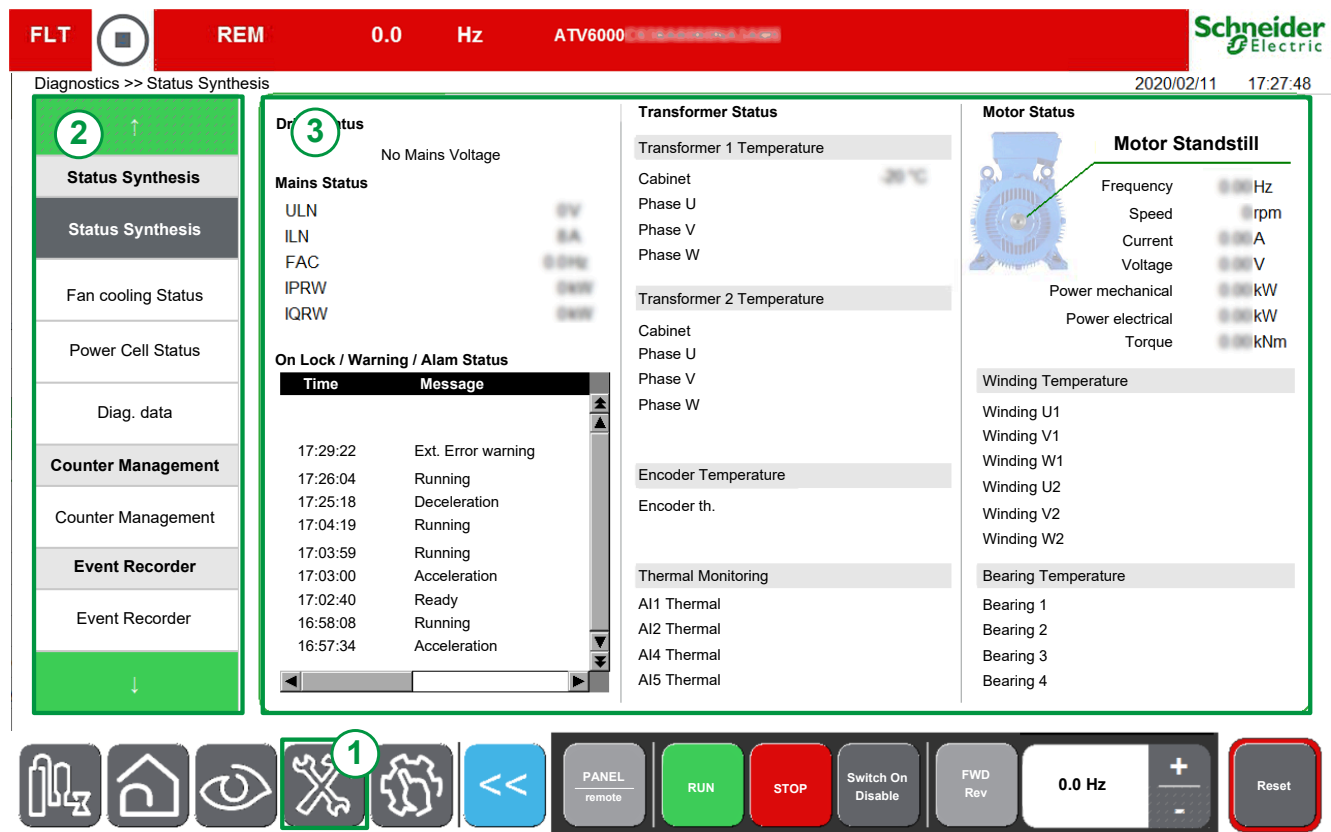 FLT
REM
0.0 Hz
ATV6000
Schneider
Electric
Diagnostics >> Status Synthesis
2020/02/11 17:27:48
2
↑
Status Synthesis
Status Synthesis
Fan cooling Status
Power Cell Status
Diag. data
Counter Management
Counter Management
Event Recorder
Event Recorder
↓
3
No Mains Voltage
Mains Status
ULN
ILN
FAC
IPRW
IQRW
On Lock / Warning / Alam Status
Time Message
17:29:22 Ext. Error warning
17:26:04 Running
17:25:18 Deceleration
17:04:19 Running
17:03:59 Running
17:03:00 Acceleration
17:02:40 Ready
16:58:08 Running
16:57:34 Acceleration
Transformer Status
Transformer 1 Temperature
Cabinet -20 °C
Phase U
Phase V
Phase W
Transformer 2 Temperature
Cabinet
Phase U
Phase V
Phase W
Encoder Temperature
Encoder th.
Thermal Monitoring
AI1 Thermal
AI2 Thermal
AI4 Thermal
AI5 Thermal
Motor Status
Motor Standstill
Frequency Hz
Speed rpm
Current A
Voltage V
Power mechanical kW
Power electrical kW
Torque kNm
Winding Temperature
Winding U1
Winding V1
Winding W1
Winding U2
Winding V2
Winding W2
Bearing Temperature
Bearing 1
Bearing 2
Bearing 3
Bearing 4
1
<<
PANEL
remote
RUN
STOP
Switch On
Disable
FWD
Rev
0.0 Hz
+
-
Reset